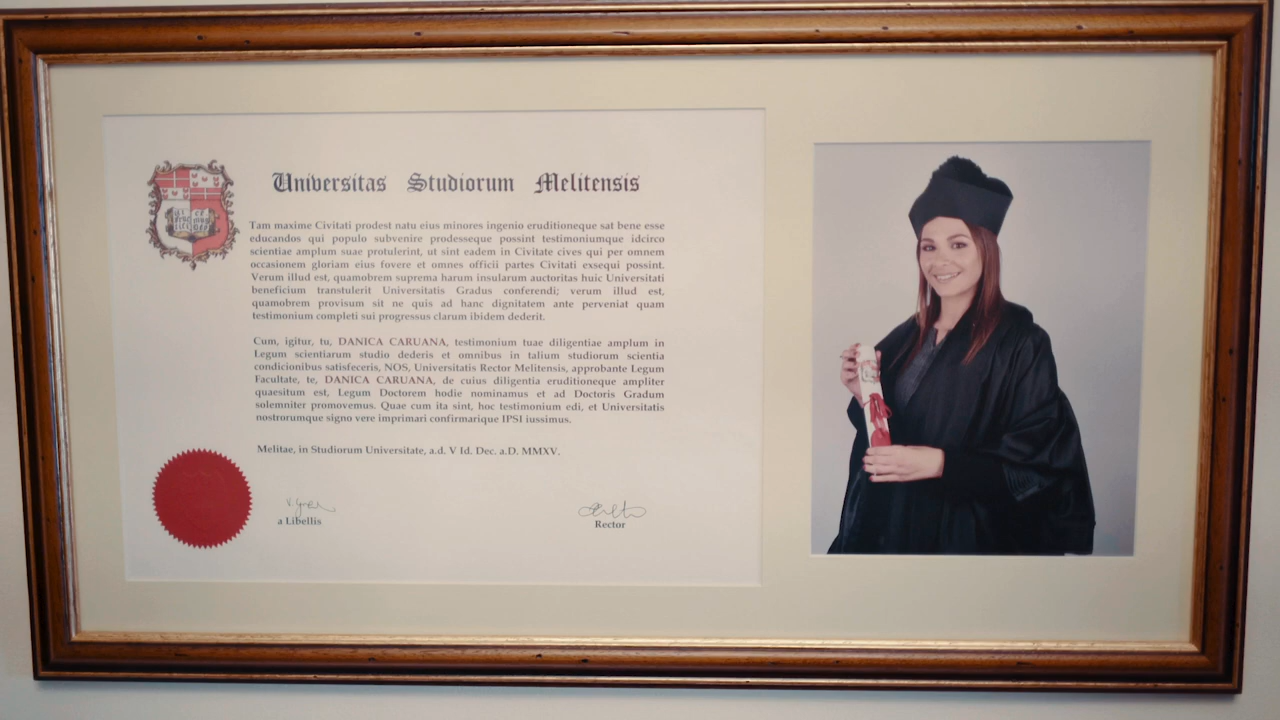 Universitas Studiorum Melitensis
Tam maxime Civitati prodest natu eius minores ingenio eruditioneque sat bene esse
educandos qui populo subvenire prodesseque possint testimoniumque idcirco
scientiae amplum suae protulerint, ut sint eadem in Civitate cives qui per omnem
occasionem gloriam eius fovere et omnes officii partes Civitati exsequi possint.
Verum illud est, quamobrem suprema harum insularum auctoritas huic Universitati
beneficium transtulerit Universitatis Gradus conferendi; verum illud est,
quamobrem provisum sit ne quis ad hanc dignitatem ante perveniat quam
testimonium completi sui progressus clarum ibidem dederit.
Cum, igitur, tu, DANICA CARUANA, testimonium tuae diligentiae amplum in
Legum scientiarum studio dederis et omnibus in talium studiorum scientia
condicionibus satisfeceris, NOS, Universitatis Rector Melitensis, approbante Legum
Facultate, te, DANICA CARUANA, de cuius diligentia eruditioneque ampliter
quaesitum est, Legum Doctorem hodie nominamus et ad Doctoris Gradum
solemniter promovemus. Quae cum ita sint, hoc testimonium edi, et Universitatis
nostrorumque signo vere imprimari confirmarique IPSI iussimus.
Melitae, in Studiorum Universitate, a.d. V Id. Dec. a.D. MMXV.
a Libellis
Rector